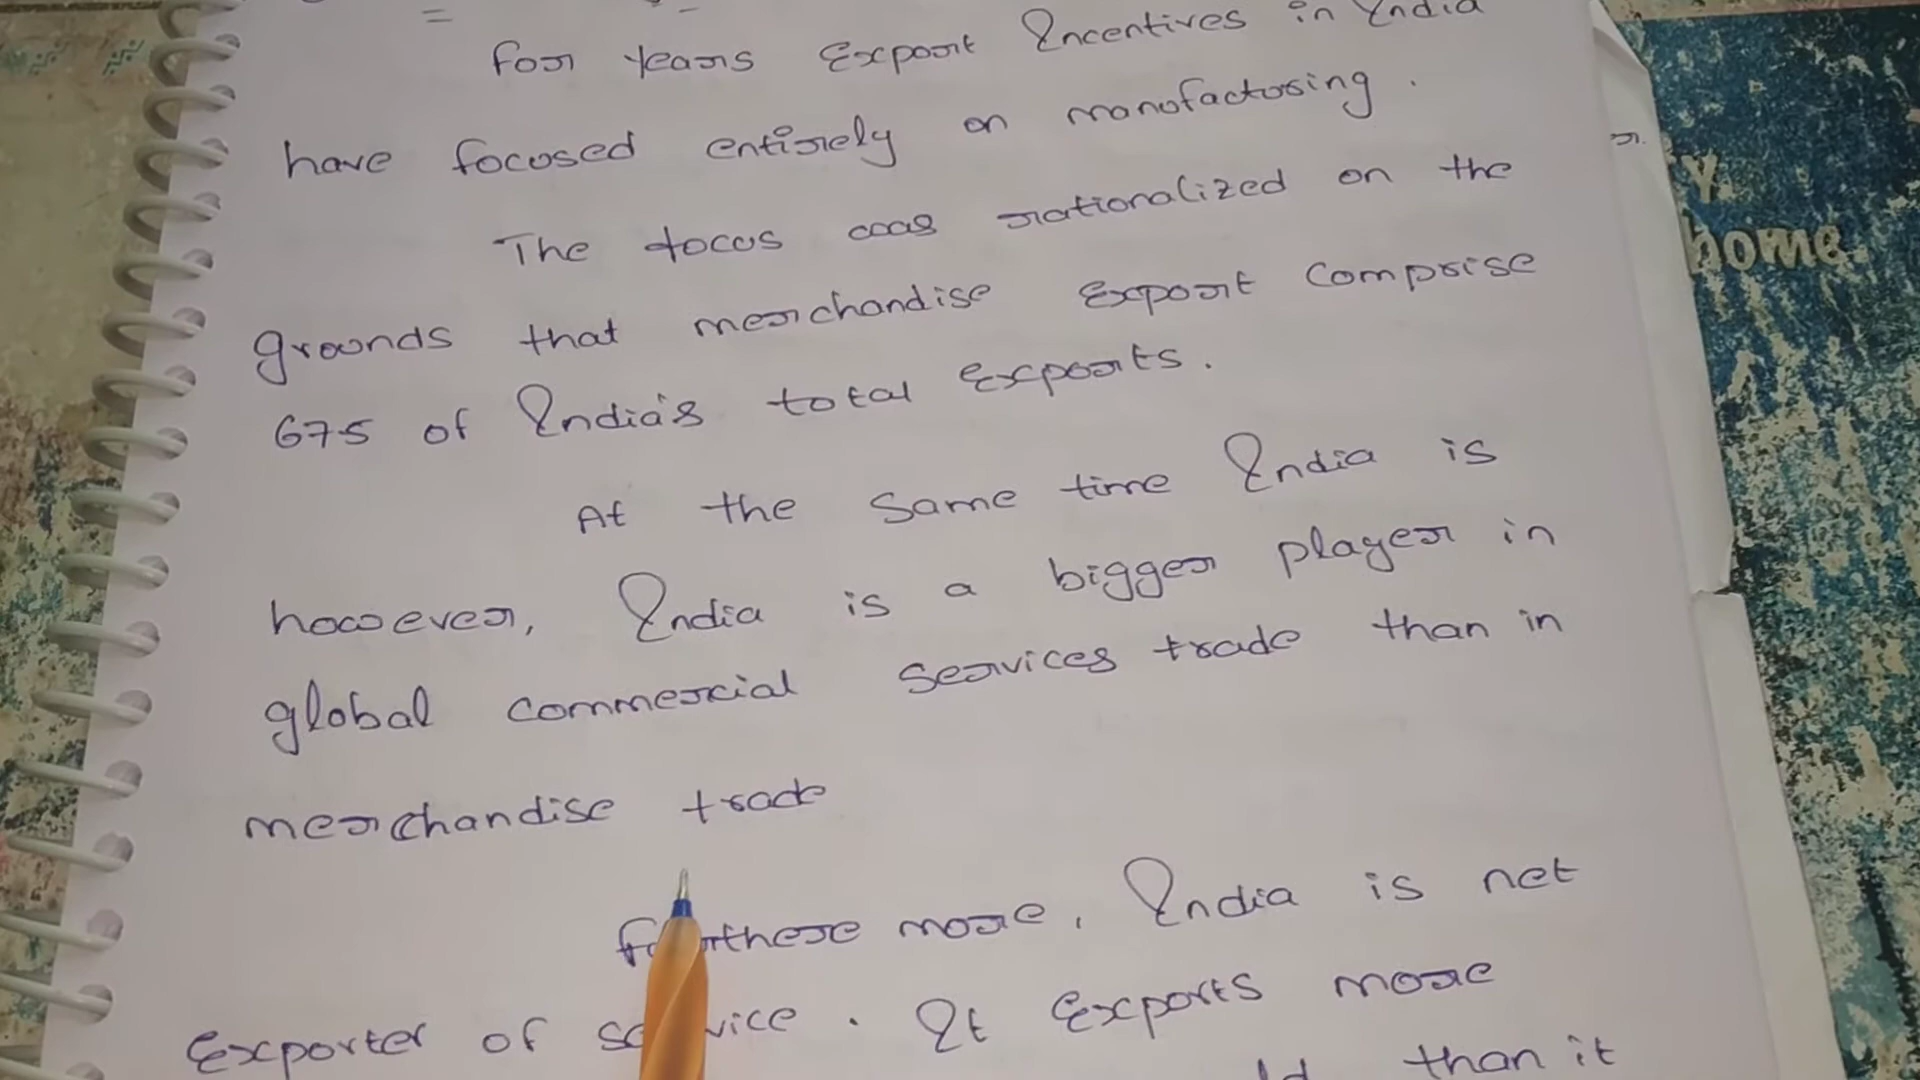 for years Export Incentives in India
have focused entirely on manufacturing.
The focus was rationalized on the
grounds that merchandise Export Comprise
675 of India's total Exports.
At the same time India is
however, India is a bigger player in
global commercial services trade than in
merchandise trade
more, India is net
Exporter of It Exports more
than it
y.
home.